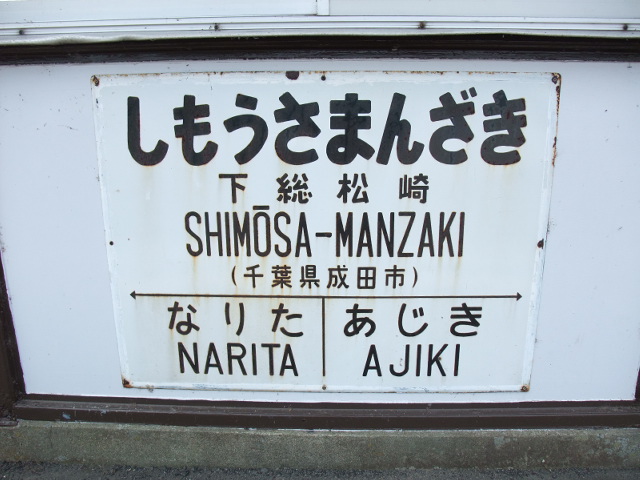 しもうさまんざき
下総松崎
SHIMŌSA-MANZAKI
(千葉県成田市)
なりた あじき
NARITA AJIKI